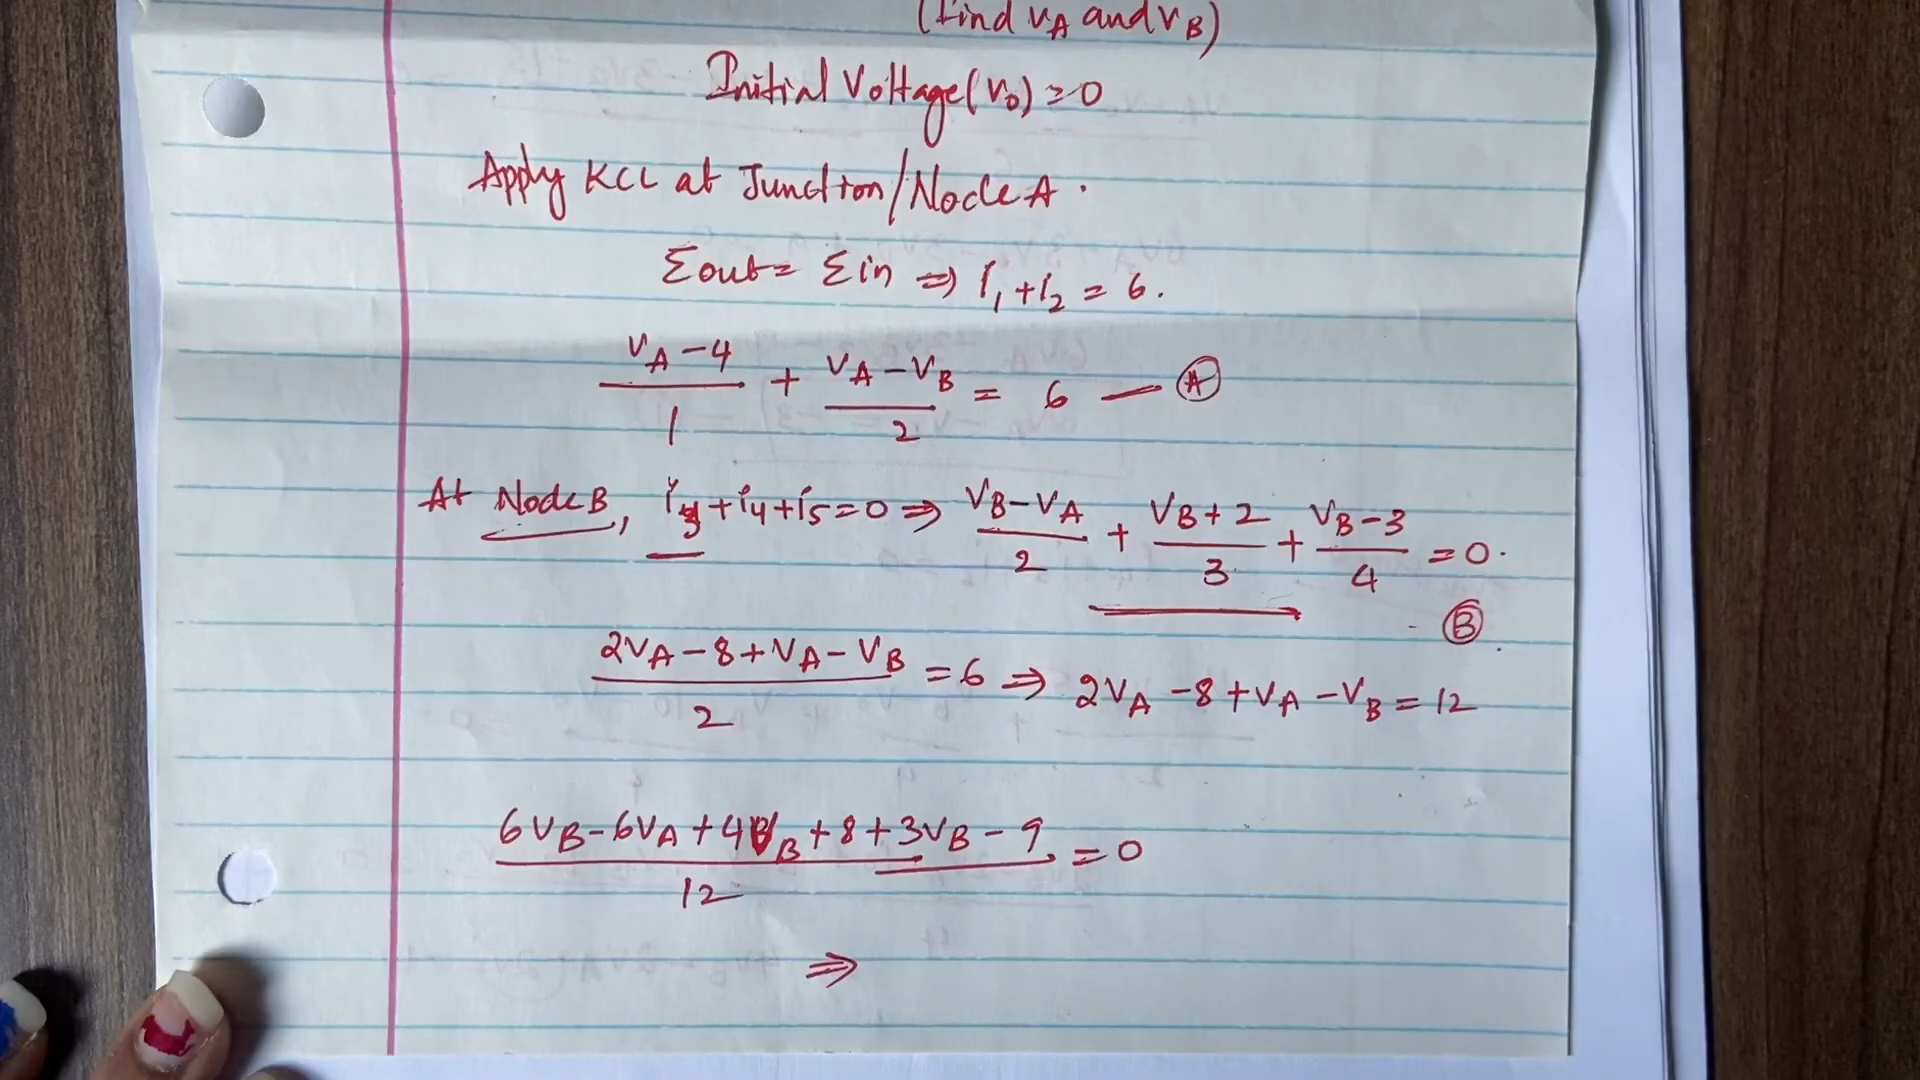 (Find VA and VB)
Initial Voltage(V0) = 0
Apply KCL at Junction/Node A.
Σout = Σin ⇒ i1 + i2 = 6.
(VA - 4)/1 + (VA - VB)/2 = 6 — Ⓐ
At Node B, i3 + i4 + i5 = 0 ⇒ (VB - VA)/2 + (VB + 2)/3 + (VB - 3)/4 = 0.
Ⓑ
(2VA - 8 + VA - VB)/2 = 6 ⇒ 2VA - 8 + VA - VB = 12
(6VB - 6VA + 4VB + 8 + 3VB - 9)/12 = 0
⇒